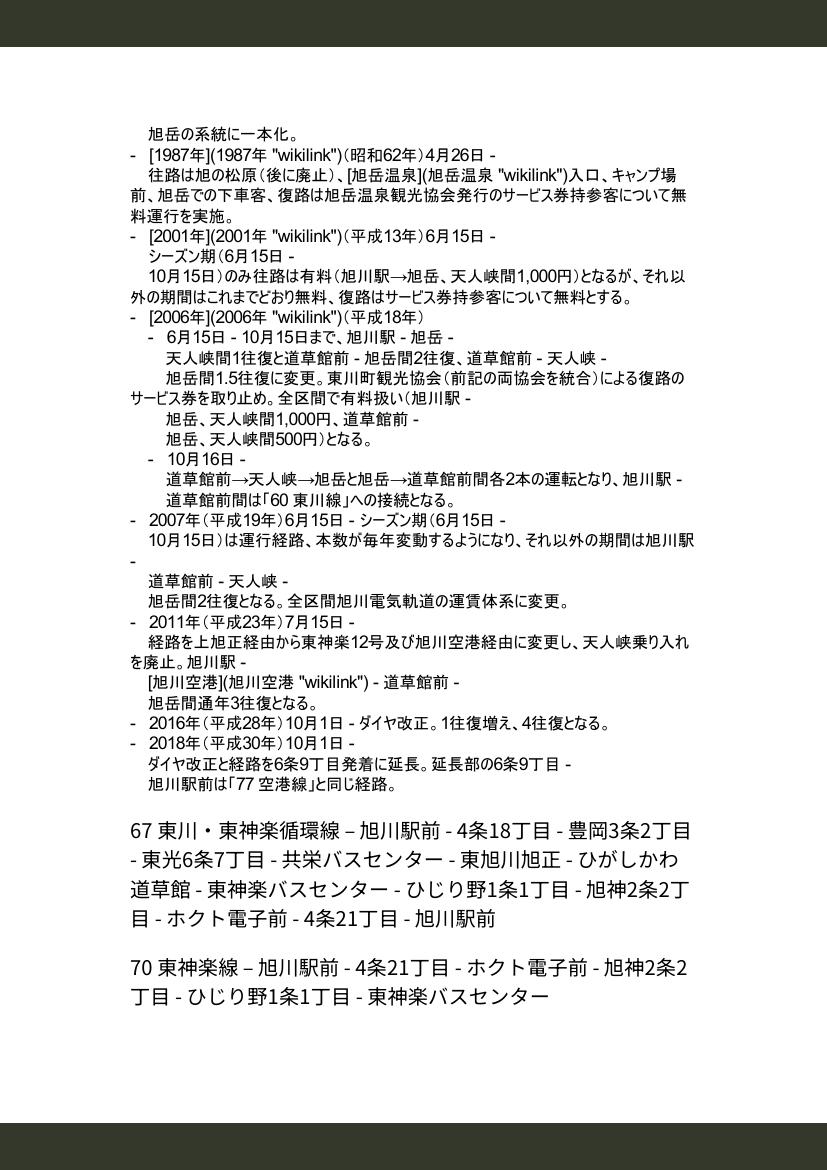 旭岳の系統に一本化。
- [1987年](1987年 "wikilink")（昭和62年）4月26日 -
往路は旭の松原（後に廃止）、[旭岳温泉](旭岳温泉 "wikilink")入口、キャンプ場
前、旭岳での下車客、復路は旭岳温泉観光協会発行のサービス券持参客について無
料運行を実施。
- [2001年](2001年 "wikilink")（平成13年）6月15日 -
シーズン期（6月15日 -
10月15日）のみ往路は有料（旭川駅→旭岳、天人峡間1,000円）となるが、それ以
外の期間はこれまでどおり無料、復路はサービス券持参客について無料とする。
- [2006年](2006年 "wikilink")（平成18年）
- 6月15日 - 10月15日まで、旭川駅 - 旭岳 -
天人峡間1往復と道草館前 - 旭岳間2往復、道草館前 - 天人峡 -
旭岳間1.5往復に変更。東川町観光協会（前記の両協会を統合）による復路の
サービス券を取り止め。全区間で有料扱い（旭川駅 -
旭岳、天人峡間1,000円、道草館前 -
旭岳、天人峡間500円）となる。
- 10月16日 -
道草館前→天人峡→旭岳と旭岳→道草館前間各2本の運転となり、旭川駅 -
道草館前間は「60 東川線」への接続となる。
- 2007年（平成19年）6月15日 - シーズン期（6月15日 -
10月15日）は運行経路、本数が毎年変動するようになり、それ以外の期間は旭川駅
-
道草館前 - 天人峡 -
旭岳間2往復となる。全区間旭川電気軌道の運賃体系に変更。
- 2011年（平成23年）7月15日 -
経路を上旭正経由から東神楽12号及び旭川空港経由に変更し、天人峡乗り入れ
を廃止。旭川駅 -
[旭川空港](旭川空港 "wikilink") - 道草館前 -
旭岳間通年3往復となる。
- 2016年（平成28年）10月1日 - ダイヤ改正。1往復増え、4往復となる。
- 2018年（平成30年）10月1日 -
ダイヤ改正と経路を6条9丁目発着に延長。延長部の6条9丁目 -
旭川駅前は「77 空港線」と同じ経路。
67 東川・東神楽循環線 – 旭川駅前 - 4条18丁目 - 豊岡3条2丁目
- 東光6条7丁目 - 共栄バスセンター - 東旭川旭正 - ひがしかわ
道草館 - 東神楽バスセンター - ひじり野1条1丁目 - 旭神2条2丁
目 - ホクト電子前 - 4条21丁目 - 旭川駅前
70 東神楽線 – 旭川駅前 - 4条21丁目 - ホクト電子前 - 旭神2条2
丁目 - ひじり野1条1丁目 - 東神楽バスセンター